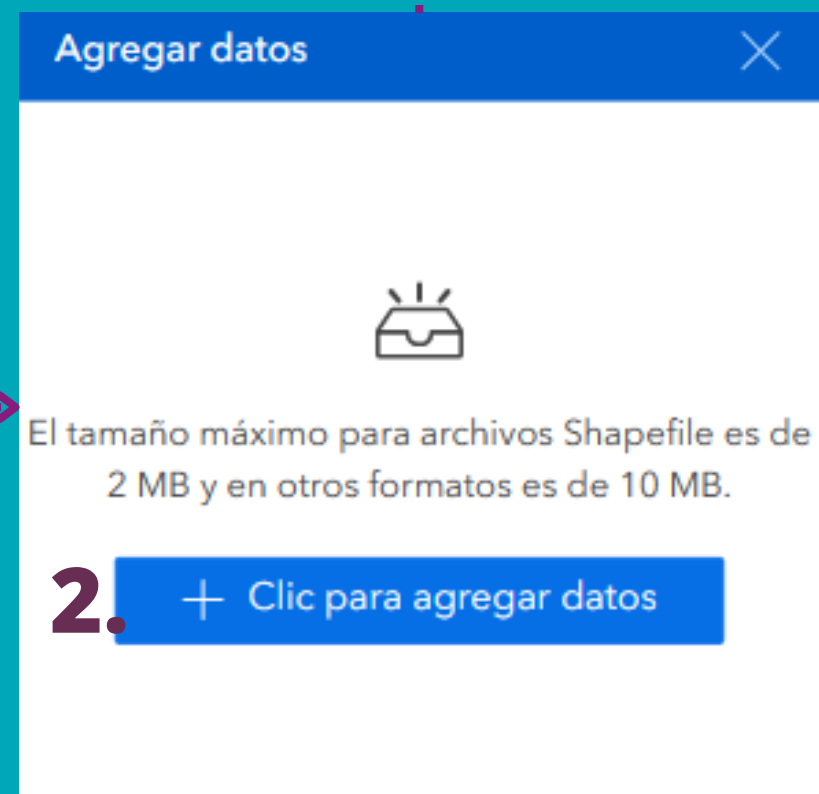 Agregar datos
El tamaño máximo para archivos Shapefile es de
2 MB y en otros formatos es de 10 MB.
2.
+ Clic para agregar datos